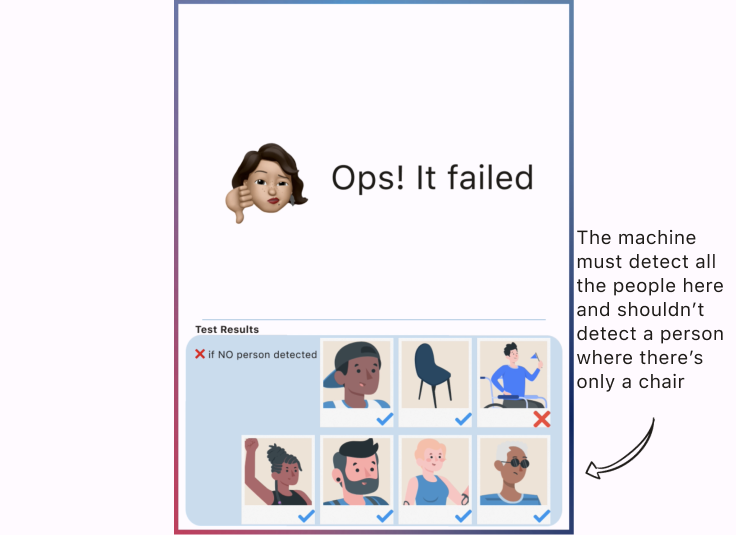 Ops! It failed
The machine
must detect all
the people here
and shouldn't
detect a person
where there's
only a chair
Test Results
❌ if NO person detected